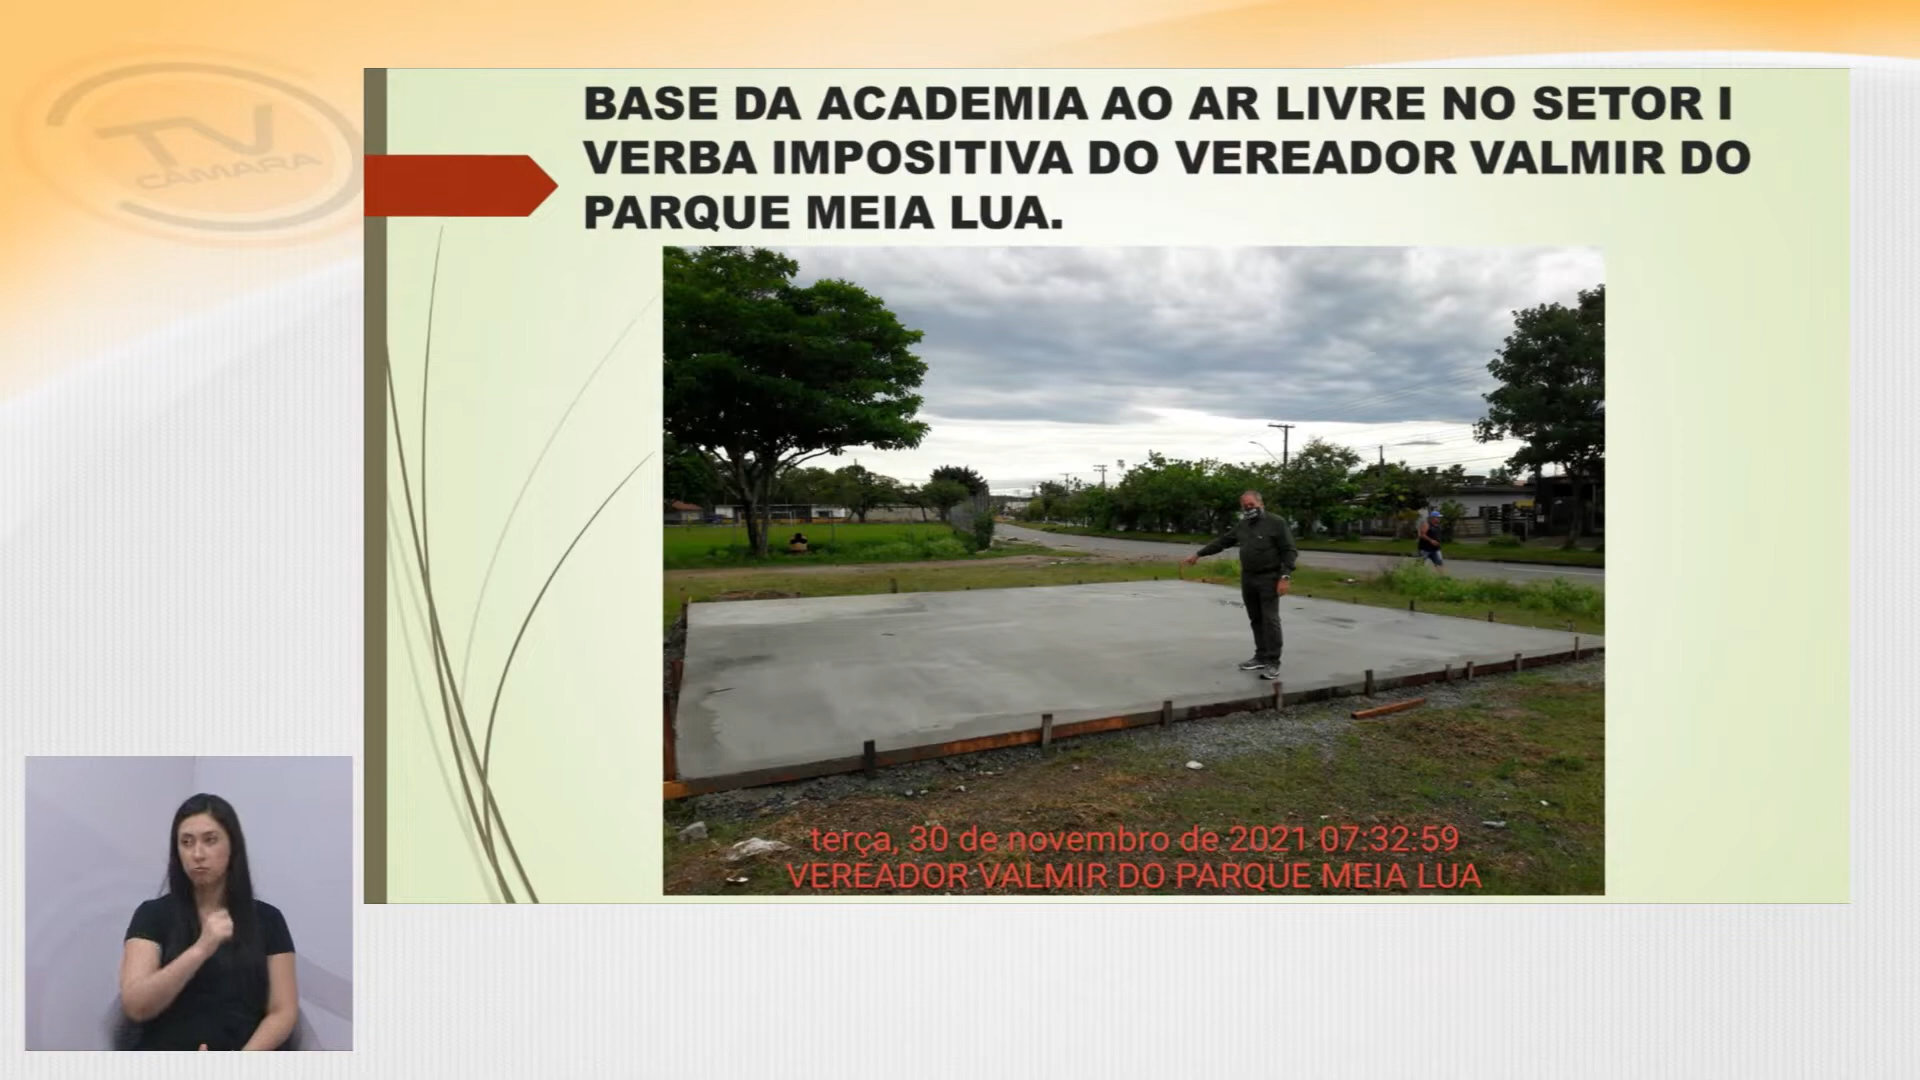 TV
CÂMARA
BASE DA ACADEMIA AO AR LIVRE NO SETOR I
VERBA IMPOSITIVA DO VEREADOR VALMIR DO
PARQUE MEIA LUA.
terça, 30 de novembro de 2021 07:32:59
VEREADOR VALMIR DO PARQUE MEIA LUA